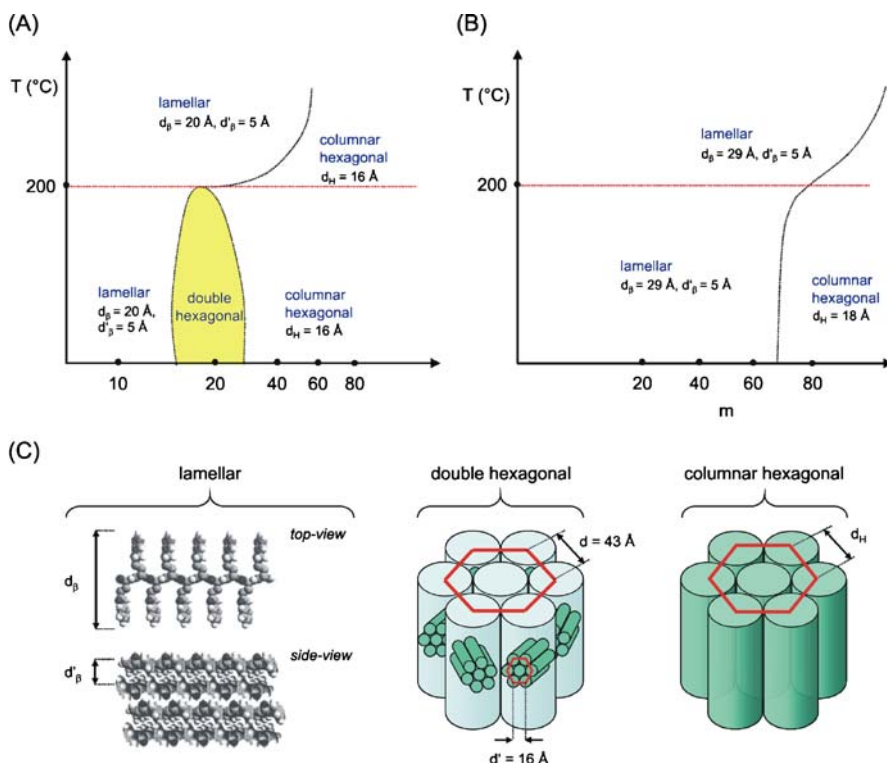 (A)
T (°C)
lamellar
dβ = 20 Å, d'β = 5 Å
columnar
hexagonal
dH = 16 Å
200
lamellar
dβ = 20 Å,
d'β = 5 Å
double
hexagonal
columnar
hexagonal
dH = 16 Å
10 20 40 60 80
(B)
T (°C)
lamellar
dβ = 29 Å, d'β = 5 Å
200
lamellar
dβ = 29 Å, d'β = 5 Å
columnar
hexagonal
dH = 18 Å
20 40 60 80
m
(C)
lamellar
top-view
dβ
side-view
d'β
double hexagonal
d = 43 Å
d' = 16 Å
columnar hexagonal
dH